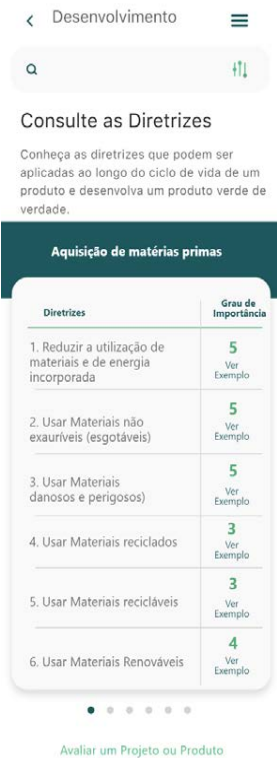 Desenvolvimento
Consulte as Diretrizes
Conheça as diretrizes que podem ser
aplicadas ao longo do ciclo de vida de um
produto e desenvolva um produto verde de
verdade.
Aquisição de matérias primas
Diretrizes
Grau de
Importância
1. Reduzir a utilização de
materiais e de energia
incorporada
5
Ver
Exemplo
2. Usar Materiais não
exauríveis (esgotáveis)
5
Ver
Exemplo
3. Usar Materiais
danosos e perigosos)
5
Ver
Exemplo
4. Usar Materiais reciclados
3
Ver
Exemplo
5. Usar Materiais recicláveis
3
Ver
Exemplo
6. Usar Materiais Renováveis
4
Ver
Exemplo
Avaliar um Projeto ou Produto